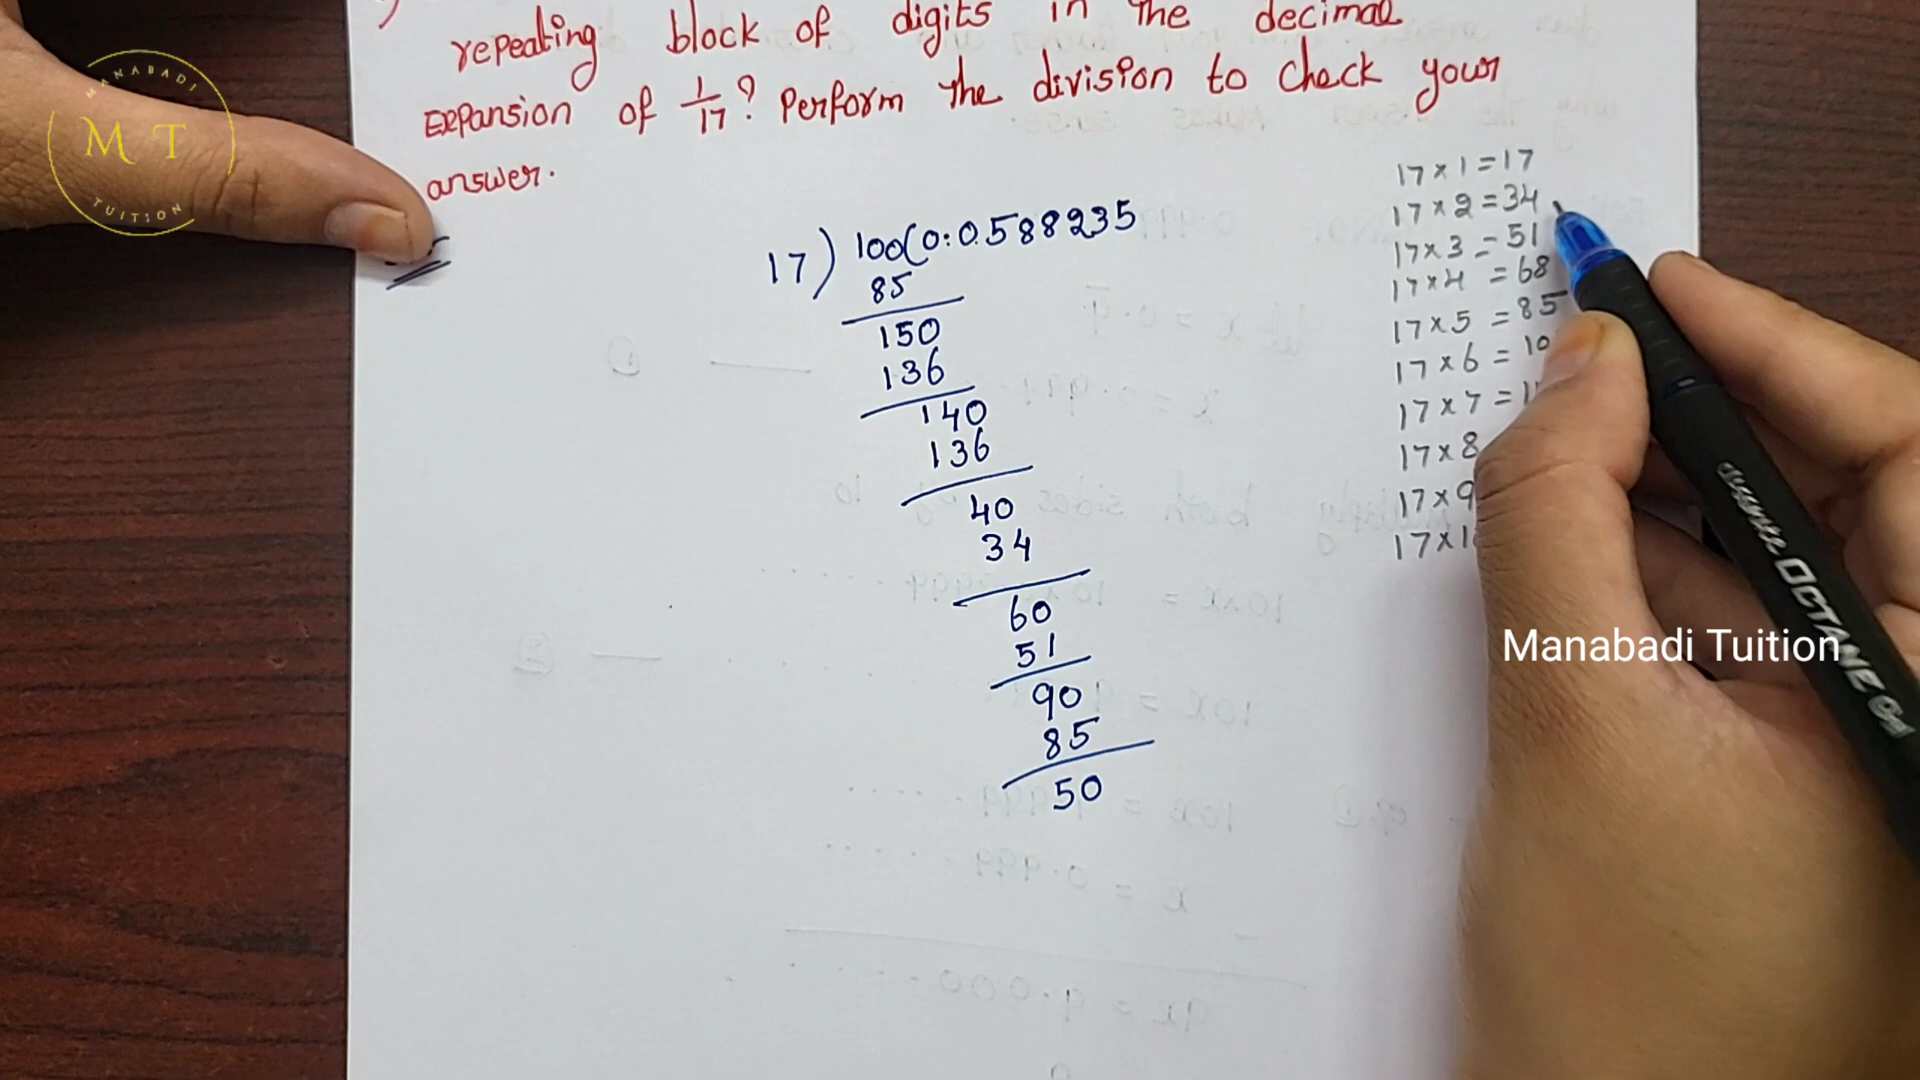 repeating block of digits in the decimal
Expansion of 1/17? Perform the division to check your
answer.
MANABADI
M T
TUITION
17 ) 100 ( 0.0588235
85
150
136
140
136
40
34
60
51
90
85
50
17 × 1 = 17
17 × 2 = 34
17 × 3 = 51
17 × 4 = 68
17 × 5 = 85
17 × 6 = 10
17 × 7 = 1
17 × 8
17 × 9
17 × 1
Manabadi Tuition
OCTANE Gel